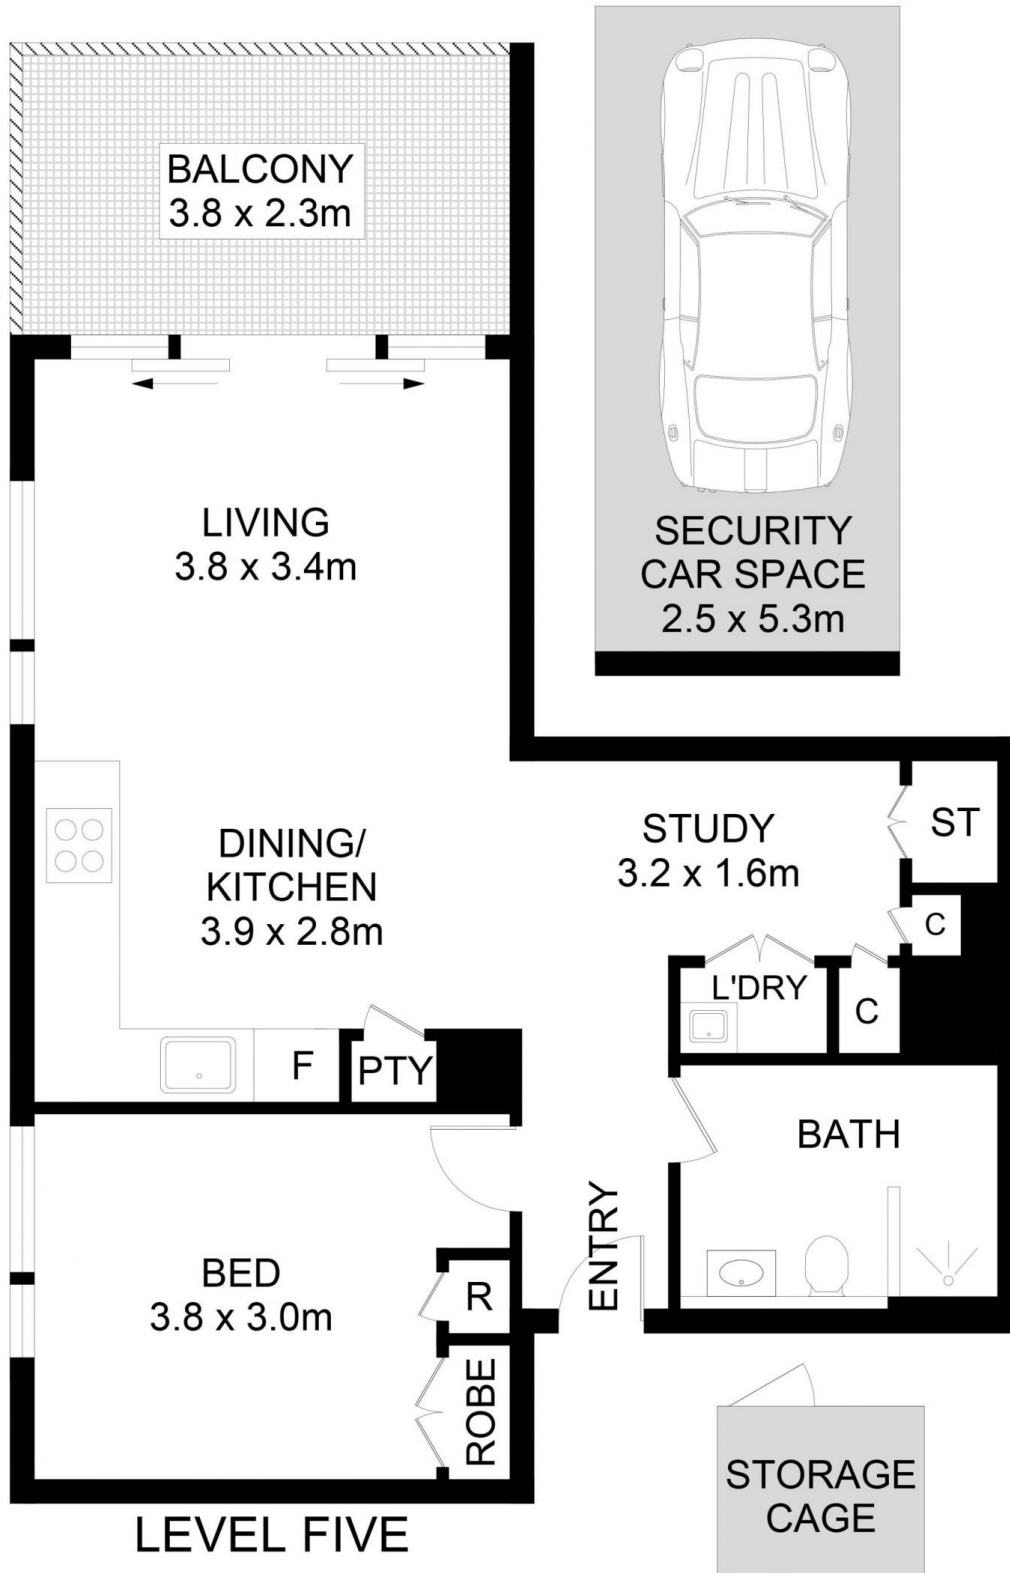 BALCONY
3.8 x 2.3m
SECURITY
CAR SPACE
2.5 x 5.3m
LIVING
3.8 x 3.4m
DINING/
KITCHEN
3.9 x 2.8m
STUDY
3.2 x 1.6m
ST
C
L'DRY
C
F
PTY
BATH
ENTRY
BED
3.8 x 3.0m
R
ROBE
STORAGE
CAGE
LEVEL FIVE